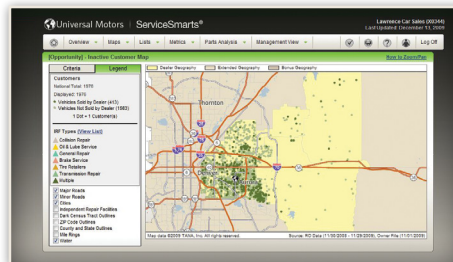 Universal Motors | ServiceSmarts®
Lawrence Car Sales (X0344)
Last Updated: December 13, 2009
Overview Maps Lists Metrics Parts Analysis Management View Log Off
[Opportunity] - Inactive Customer Map
How to Zoom/Pan
Criteria Legend
Dealer Geography Extended Geography Bonus Geography
Customers
National Total: 1976
Displayed: 1975
Vehicles Sold by Dealer (413)
Vehicles Not Sold by Dealer (1563)
1 Dot = 1 Customer(s)
IRF Types (View List)
Collision Repair
Oil & Lube Service
General Repair
Brake Service
Tire Retailers
Transmission Repair
Multiple
Major Roads
Minor Roads
Cities
Independent Repair Facilities
Dark Census Tract Outlines
ZIP Code Outlines
County and State Outlines
Mile Rings
Water
Thornton
Map data ©2009 TANA, Inc. All rights reserved.